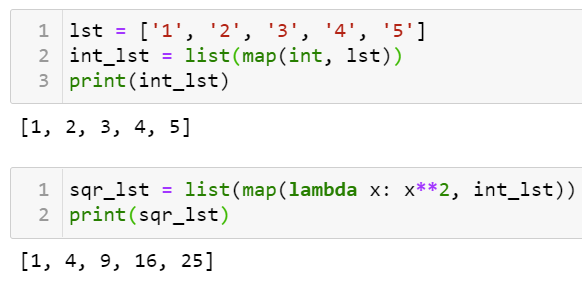 1 lst = ['1', '2', '3', '4', '5']
2 int_lst = list(map(int, lst))
3 print(int_lst)
[1, 2, 3, 4, 5]
1 sqr_lst = list(map(lambda x: x**2, int_lst))
2 print(sqr_lst)
[1, 4, 9, 16, 25]